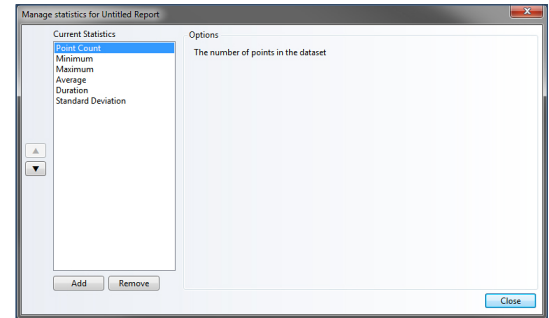 Manage statistics for Untitled Report
Current Statistics
Point Count
Minimum
Maximum
Average
Duration
Standard Deviation
Options
The number of points in the dataset
Add
Remove
Close